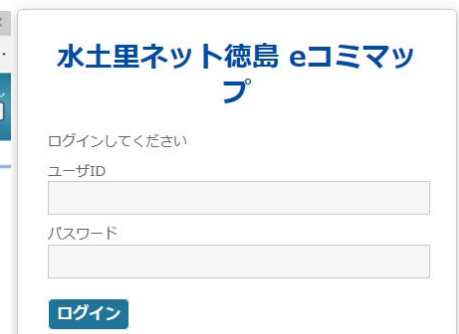 水土里ネット徳島 eコミマッ
プ
ログインしてください
ユーザID
パスワード
ログイン